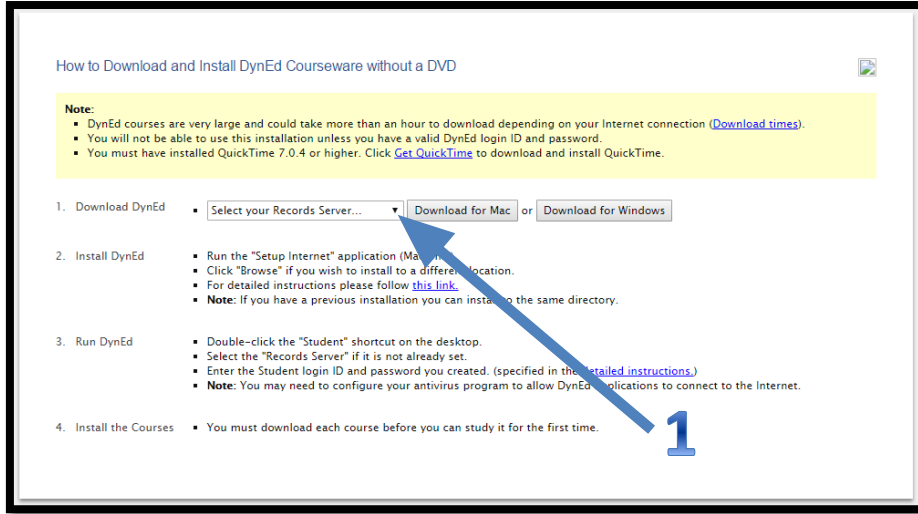 How to Download and Install DynEd Courseware without a DVD
Note:
▪ DynEd courses are very large and could take more than an hour to download depending on your Internet connection (Download times).
▪ You will not be able to use this installation unless you have a valid DynEd login ID and password.
▪ You must have installed QuickTime 7.0.4 or higher. Click Get QuickTime to download and install QuickTime.
1. Download DynEd ▪ Select your Records Server... ▼ Download for Mac or Download for Windows
2. Install DynEd ▪ Run the "Setup Internet" application
▪ Click "Browse" if you wish to install to a different location.
▪ For detailed instructions please follow this link.
▪ Note: If you have a previous installation you can install to the same directory.
3. Run DynEd ▪ Double-click the "Student" shortcut on the desktop.
▪ Select the "Records Server" if it is not already set.
▪ Enter the Student login ID and password you created. (specified in the detailed instructions.)
▪ Note: You may need to configure your antivirus program to allow DynEd applications to connect to the Internet.
4. Install the Courses ▪ You must download each course before you can study it for the first time.
1